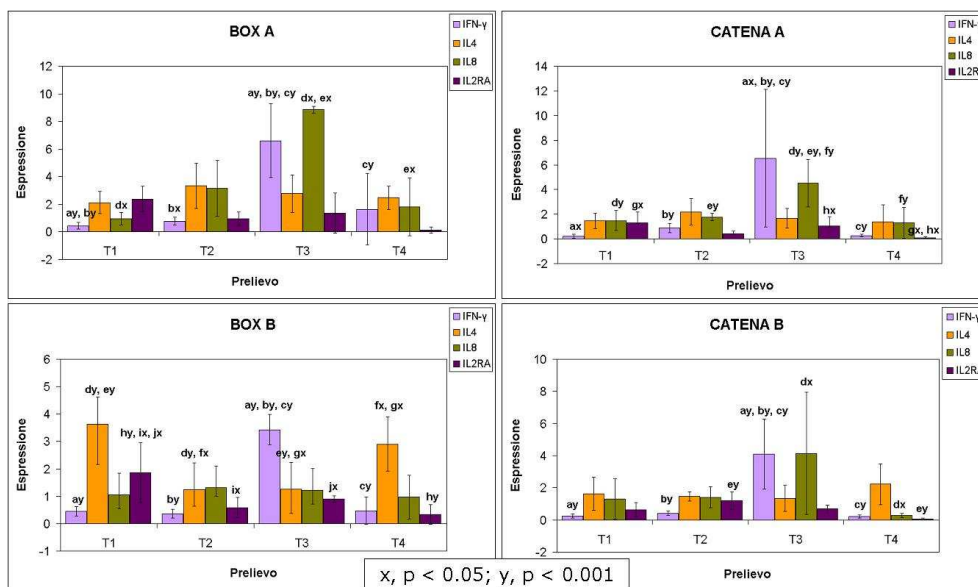 BOX A
IFN-γ
IL4
IL8
IL2RA
Espressione
12
10
8
6
4
2
0
-2
ay, by
dx
bx
ay, by, cy
dx, ex
cy
ex
T1
T2
T3
T4
Prelievo
CATENA A
IFN-γ
IL4
IL8
IL2RA
Espressione
14
12
10
8
6
4
2
0
-2
ax
dy
gx
by
ey
ax, by, cy
dy, ey, fy
hx
cy
fy
gx, hx
T1
T2
T3
T4
Prelievo
BOX B
IFN-γ
IL4
IL8
IL2RA
Espressione
6
5
4
3
2
1
0
-1
ay
dy, ey
hy, ix, jx
by
dy, fx
ix
ay, by, cy
ey, gx
jx
cy
fx, gx
hy
T1
T2
T3
T4
Prelievo
CATENA B
IFN-γ
IL4
IL8
IL2RA
Espressione
10
8
6
4
2
0
-2
ay
by
ey
ay, by, cy
dx
cy
dx
ey
T1
T2
T3
T4
Prelievo
x, p < 0.05; y, p < 0.001